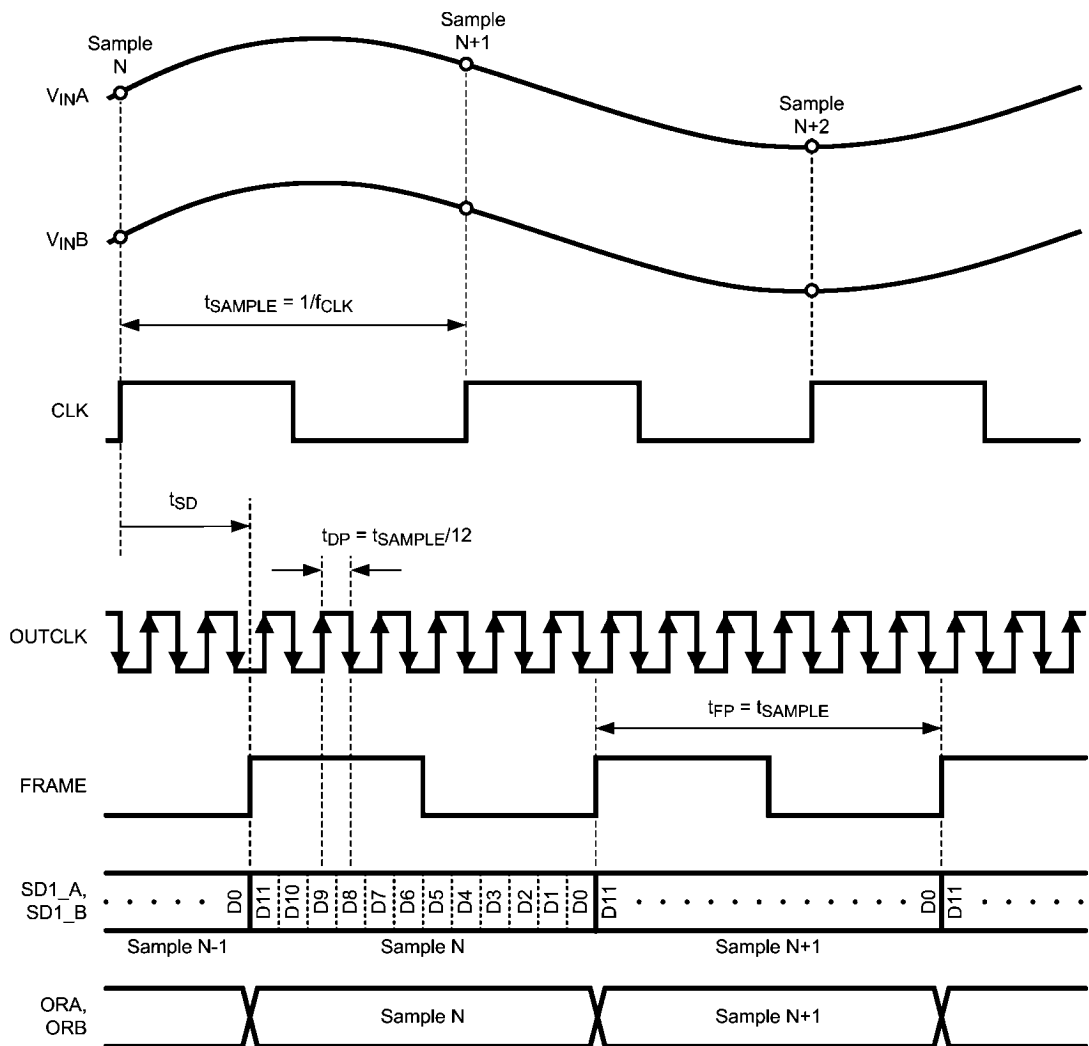 Sample
N
Sample
N+1
Sample
N+2
VINA
VINB
tSAMPLE = 1/fCLK
CLK
tSD
tDP = tSAMPLE/12
OUTCLK
tFP = tSAMPLE
FRAME
SD1_A,
SD1_B
· · · · · D0 D11 D10 D9 D8 D7 D6 D5 D4 D3 D2 D1 D0 D11 · · · · · · · · · · · D0 D11 · · · · ·
Sample N-1 Sample N Sample N+1
ORA,
ORB
Sample N Sample N+1